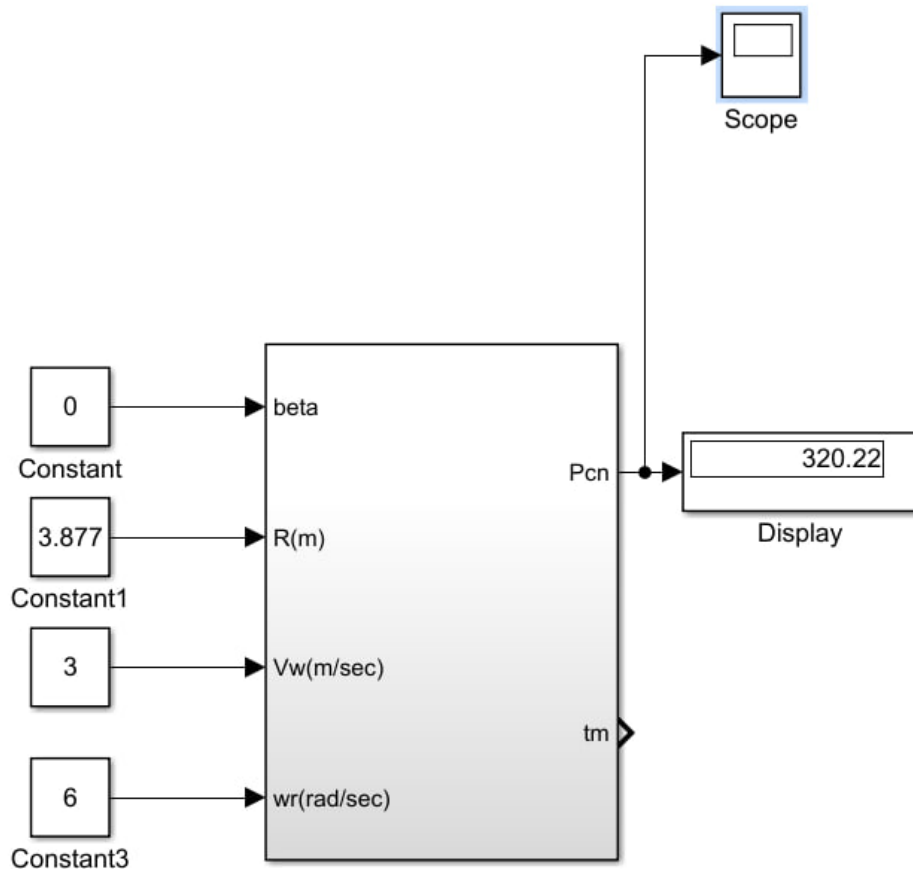 Scope
0
beta
Constant
Pcn
320.22
Display
3.877
R(m)
Constant1
3
Vw(m/sec)
tm
6
wr(rad/sec)
Constant3